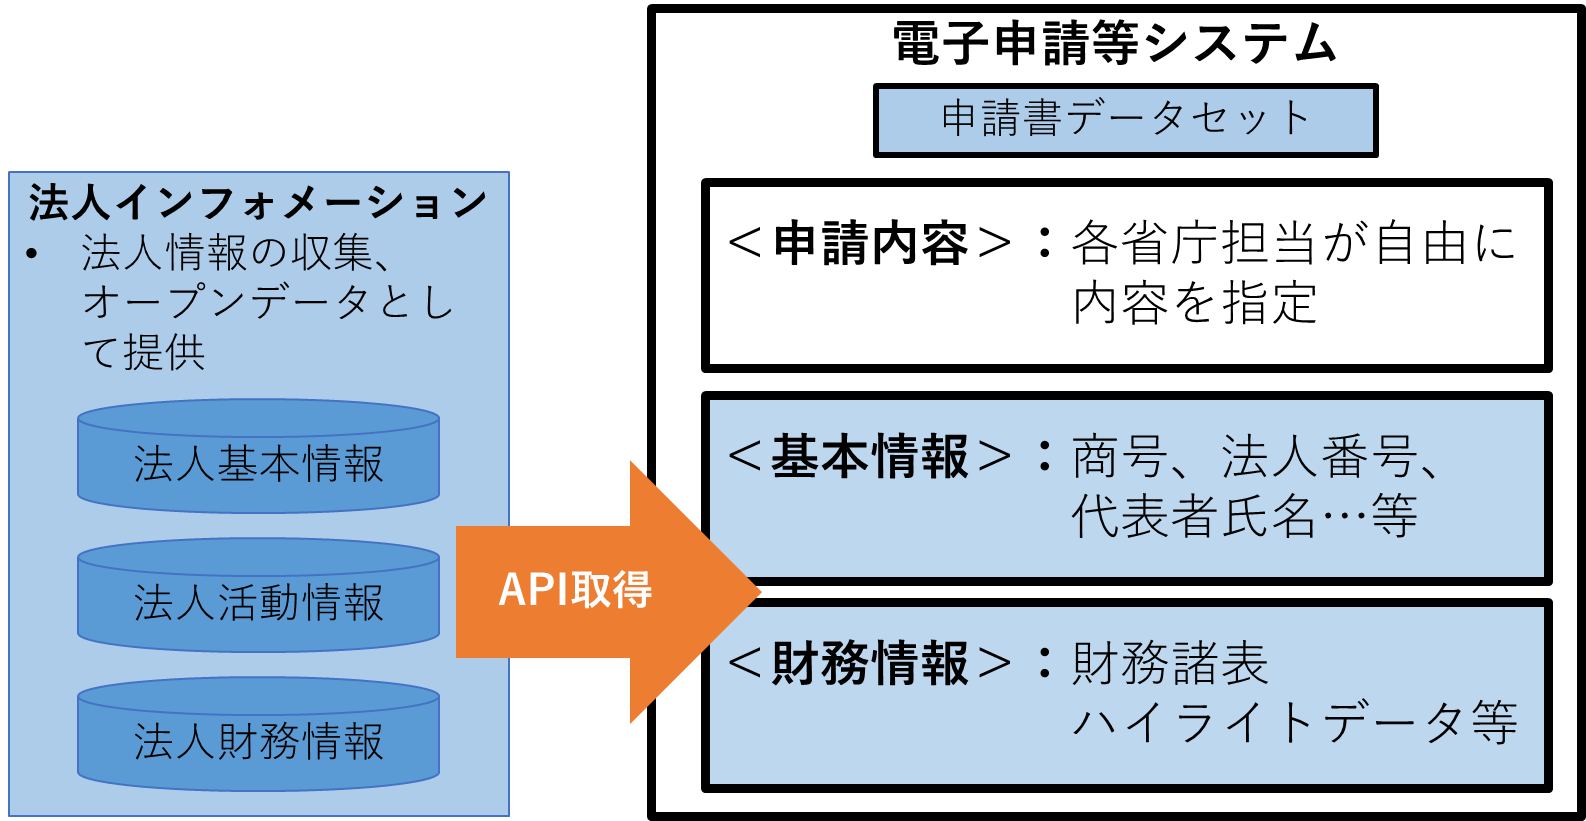 法人インフォメーション
• 法人情報の収集、
オープンデータとし
て提供
法人基本情報
法人活動情報
法人財務情報
API取得
電子申請等システム
申請書データセット
＜申請内容＞：各省庁担当が自由に
内容を指定
＜基本情報＞：商号、法人番号、
代表者氏名…等
＜財務情報＞：財務諸表
ハイライトデータ等